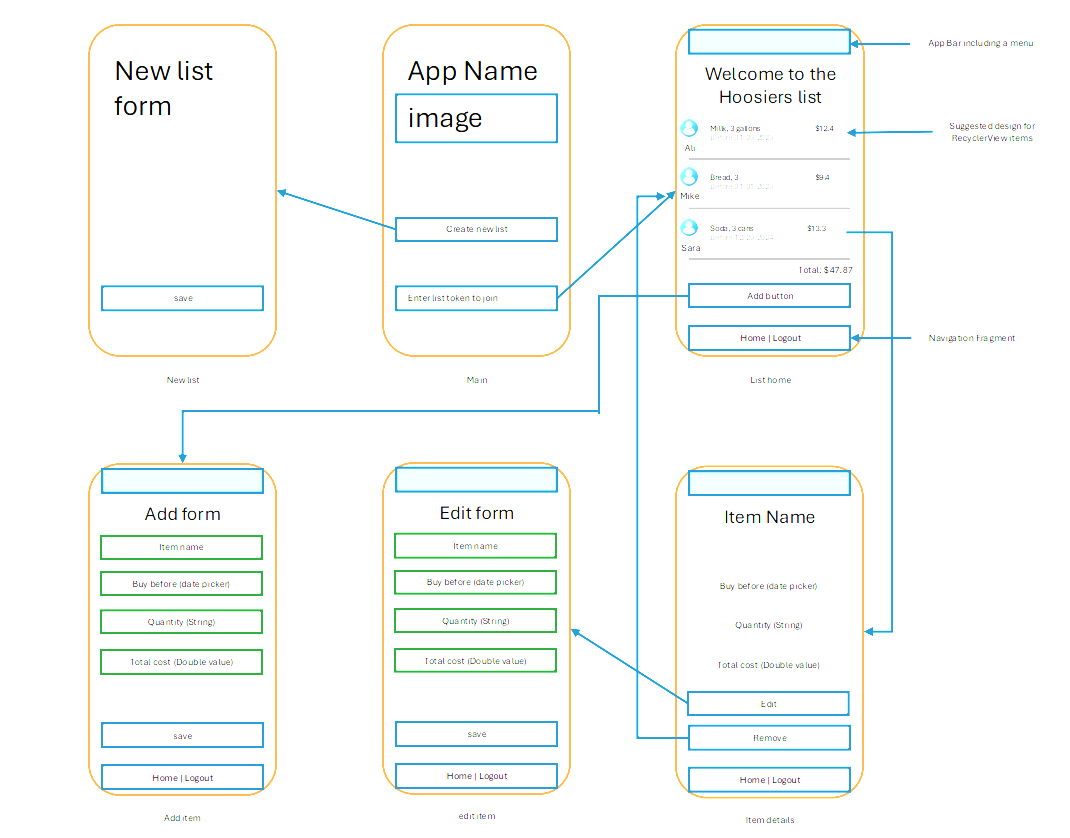 New list
form
save
New list
App Name
image
Create new list
Enter list token to join
Main
Welcome to the
Hoosiers list
Milk, 3 gallons
$12.4
Ali
Bread, 3
$9.4
Mike
Soda, 3 cans
$13.3
Sara
Total: $47.87
Add button
Home | Logout
List home
App Bar including a menu
Suggested design for
RecyclerView items
Navigation Fragment
Add form
Item name
Buy before (date picker)
Quantity (String)
Total cost (Double value)
save
Home | Logout
Add item
Edit form
Item name
Buy before (date picker)
Quantity (String)
Total cost (Double value)
save
Home | Logout
edit item
Item Name
Buy before (date picker)
Quantity (String)
Total cost (Double value)
Edit
Remove
Home | Logout
Item details